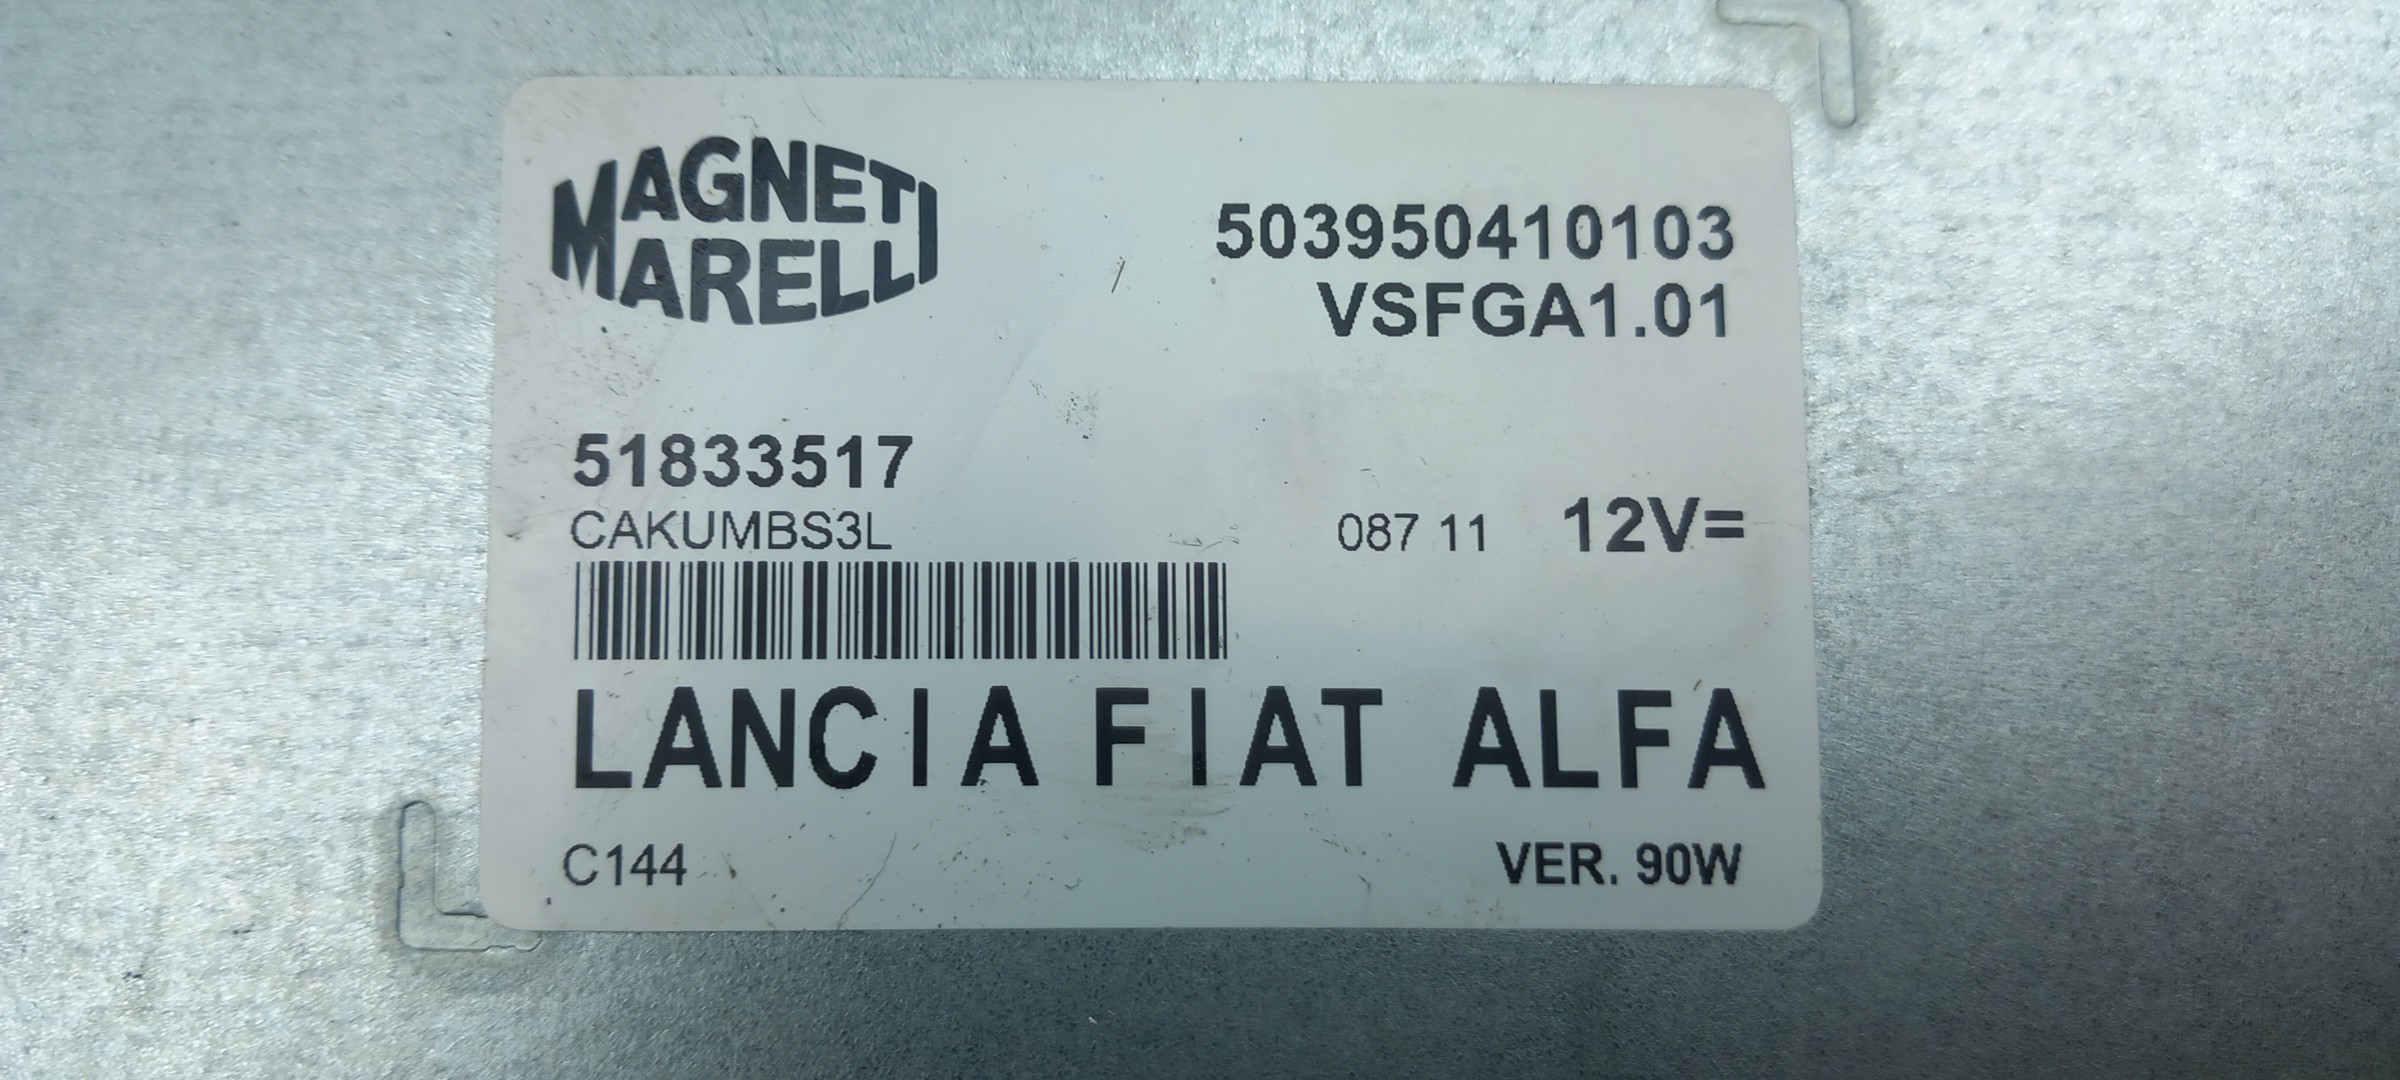 MAGNETI
MARELLI
503950410103
VSFGA1.01
51833517
CAKUMBS3L
087 11 12V=
LANCIA FIAT ALFA
C144
VER. 90W